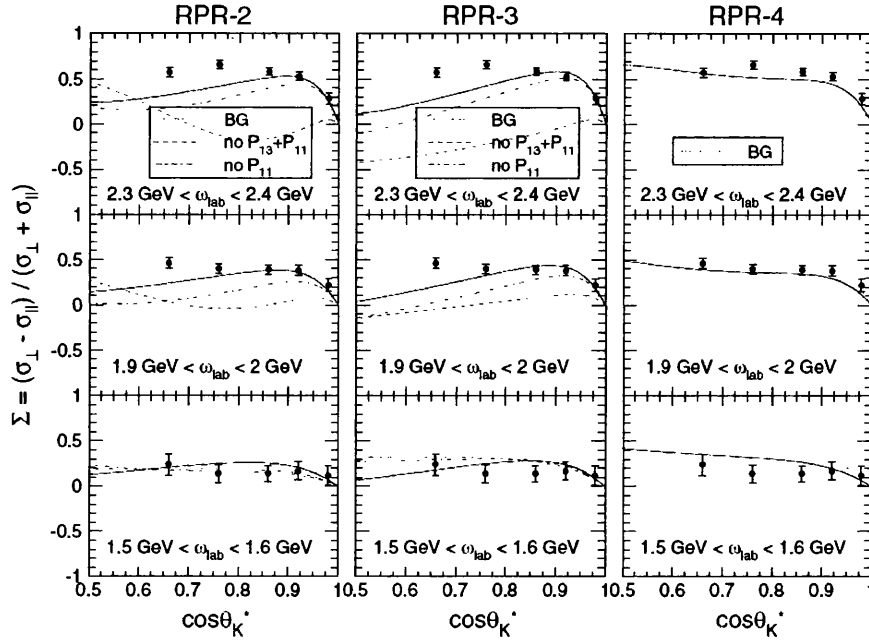 RPR-2 RPR-3 RPR-4
Σ = (σ⊥ - σ||) / (σ⊥ + σ||)
1
0.5
0
-0.5
BG
no P13+P11
no P11
2.3 GeV < ωlab < 2.4 GeV
BG
no P13+P11
no P11
2.3 GeV < ωlab < 2.4 GeV
BG
2.3 GeV < ωlab < 2.4 GeV
1
0.5
0
-0.5
1.9 GeV < ωlab < 2 GeV
1.9 GeV < ωlab < 2 GeV
1.9 GeV < ωlab < 2 GeV
1
0.5
0
-0.5
-1
1.5 GeV < ωlab < 1.6 GeV
1.5 GeV < ωlab < 1.6 GeV
1.5 GeV < ωlab < 1.6 GeV
0.5 0.6 0.7 0.8 0.9 10.5 0.6 0.7 0.8 0.9 10.5 0.6 0.7 0.8 0.9 1
cosθK* cosθK* cosθK*